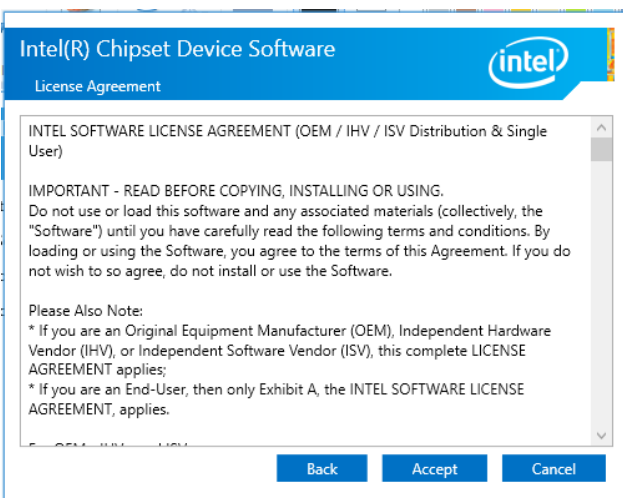 Intel(R) Chipset Device Software
intel
License Agreement
INTEL SOFTWARE LICENSE AGREEMENT (OEM / IHV / ISV Distribution & Single
User)
IMPORTANT - READ BEFORE COPYING, INSTALLING OR USING.
Do not use or load this software and any associated materials (collectively, the
"Software") until you have carefully read the following terms and conditions. By
loading or using the Software, you agree to the terms of this Agreement. If you do
not wish to so agree, do not install or use the Software.
Please Also Note:
* If you are an Original Equipment Manufacturer (OEM), Independent Hardware
Vendor (IHV), or Independent Software Vendor (ISV), this complete LICENSE
AGREEMENT applies;
* If you are an End-User, then only Exhibit A, the INTEL SOFTWARE LICENSE
AGREEMENT, applies.
Back Accept Cancel